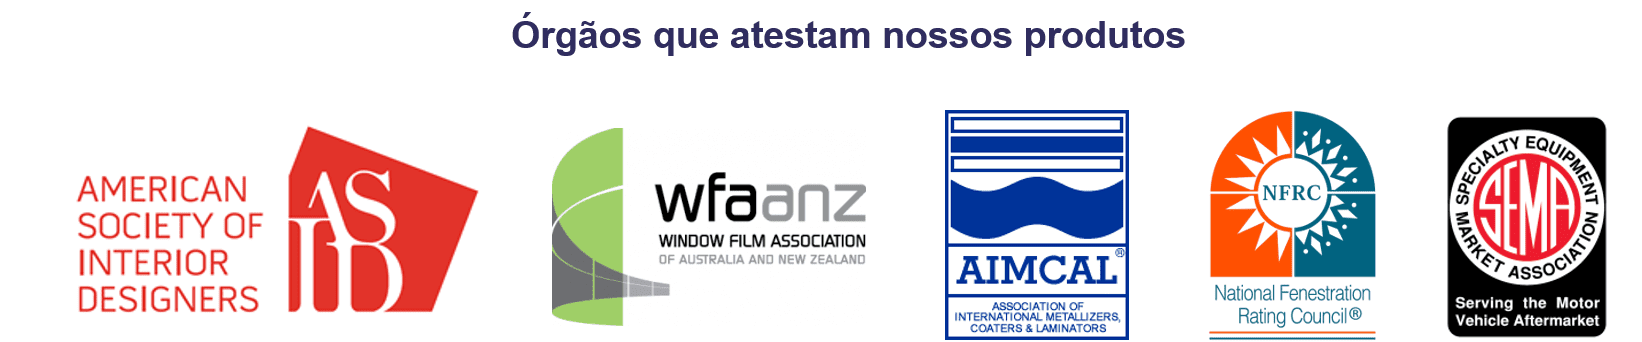 Órgãos que atestam nossos produtos
AMERICAN
SOCIETY OF
INTERIOR
DESIGNERS
AS
ID
wfaanz
WINDOW FILM ASSOCIATION
OF AUSTRALIA AND NEW ZEALAND
AIMCAL®
ASSOCIATION OF
INTERNATIONAL METALLIZERS,
COATERS & LAMINATORS
NFRC
National Fenestration
Rating Council®
SPECIALTY EQUIPMENT
SEMA
MARKET ASSOCIATION
Serving the Motor
Vehicle Aftermarket